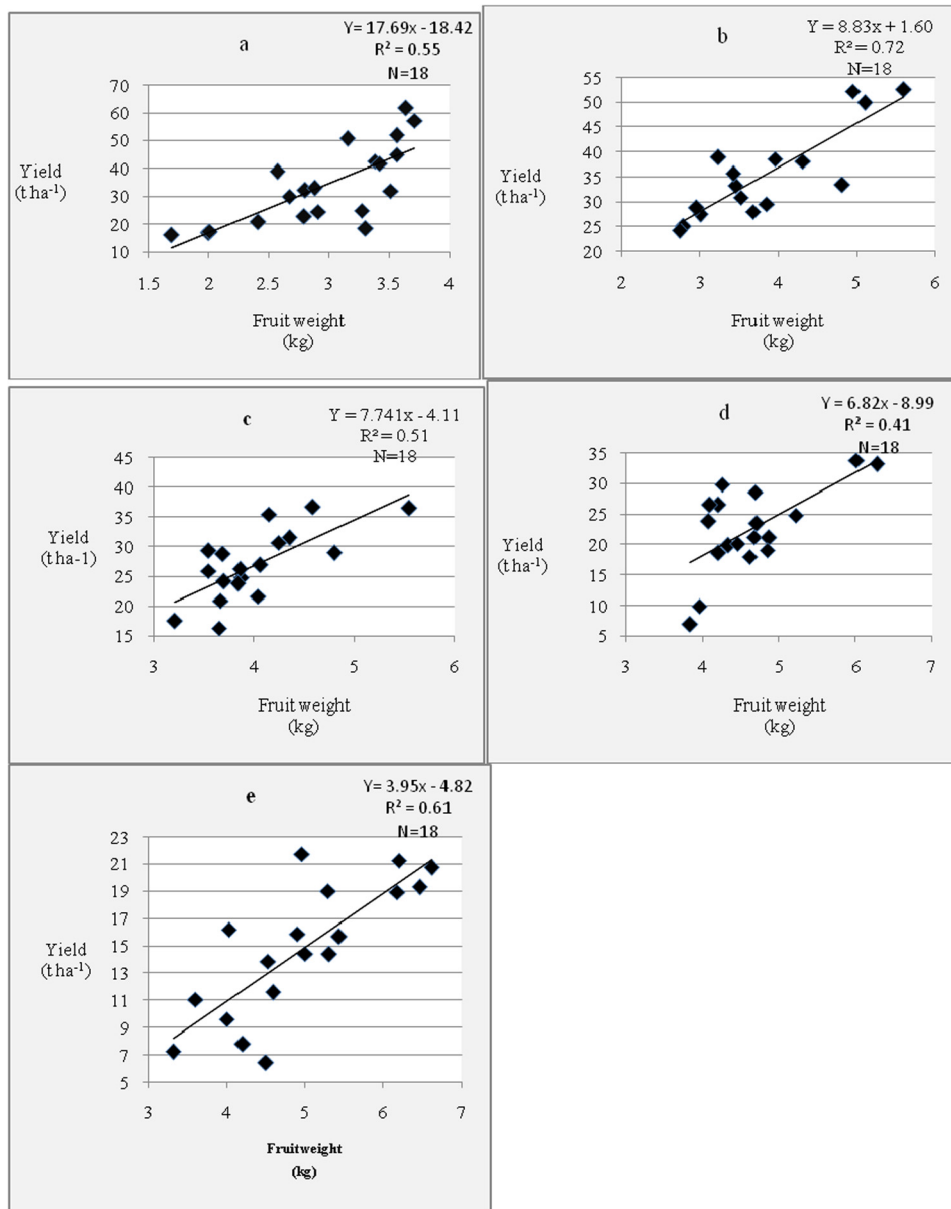 a
Y= 17.69x - 18.42
R² = 0.55
N=18
70
60
50
40
30
20
10
Yield
(t ha⁻¹)
1.5 2 2.5 3 3.5 4
Fruit weight
(kg)
b
Y = 8.83x + 1.60
R² = 0.72
N=18
55
50
45
40
35
30
25
20
Yield
(t ha⁻¹)
2 3 4 5 6
Fruit weight
(kg)
c
Y = 7.741x - 4.11
R² = 0.51
N=18
45
40
35
30
25
20
15
Yield
(t ha-1)
3 4 5 6
Fruit weight
(kg)
d
Y= 6.82x - 8.99
R² = 0.41
N=18
35
30
25
20
15
10
5
Yield
(t ha⁻¹)
3 4 5 6 7
Fruit weight
(kg)
e
Y= 3.95x - 4.82
R² = 0.61
N=18
23
21
19
17
15
13
11
9
7
5
Yield
(t ha⁻¹)
3 4 5 6 7
Fruitweight
(kg)